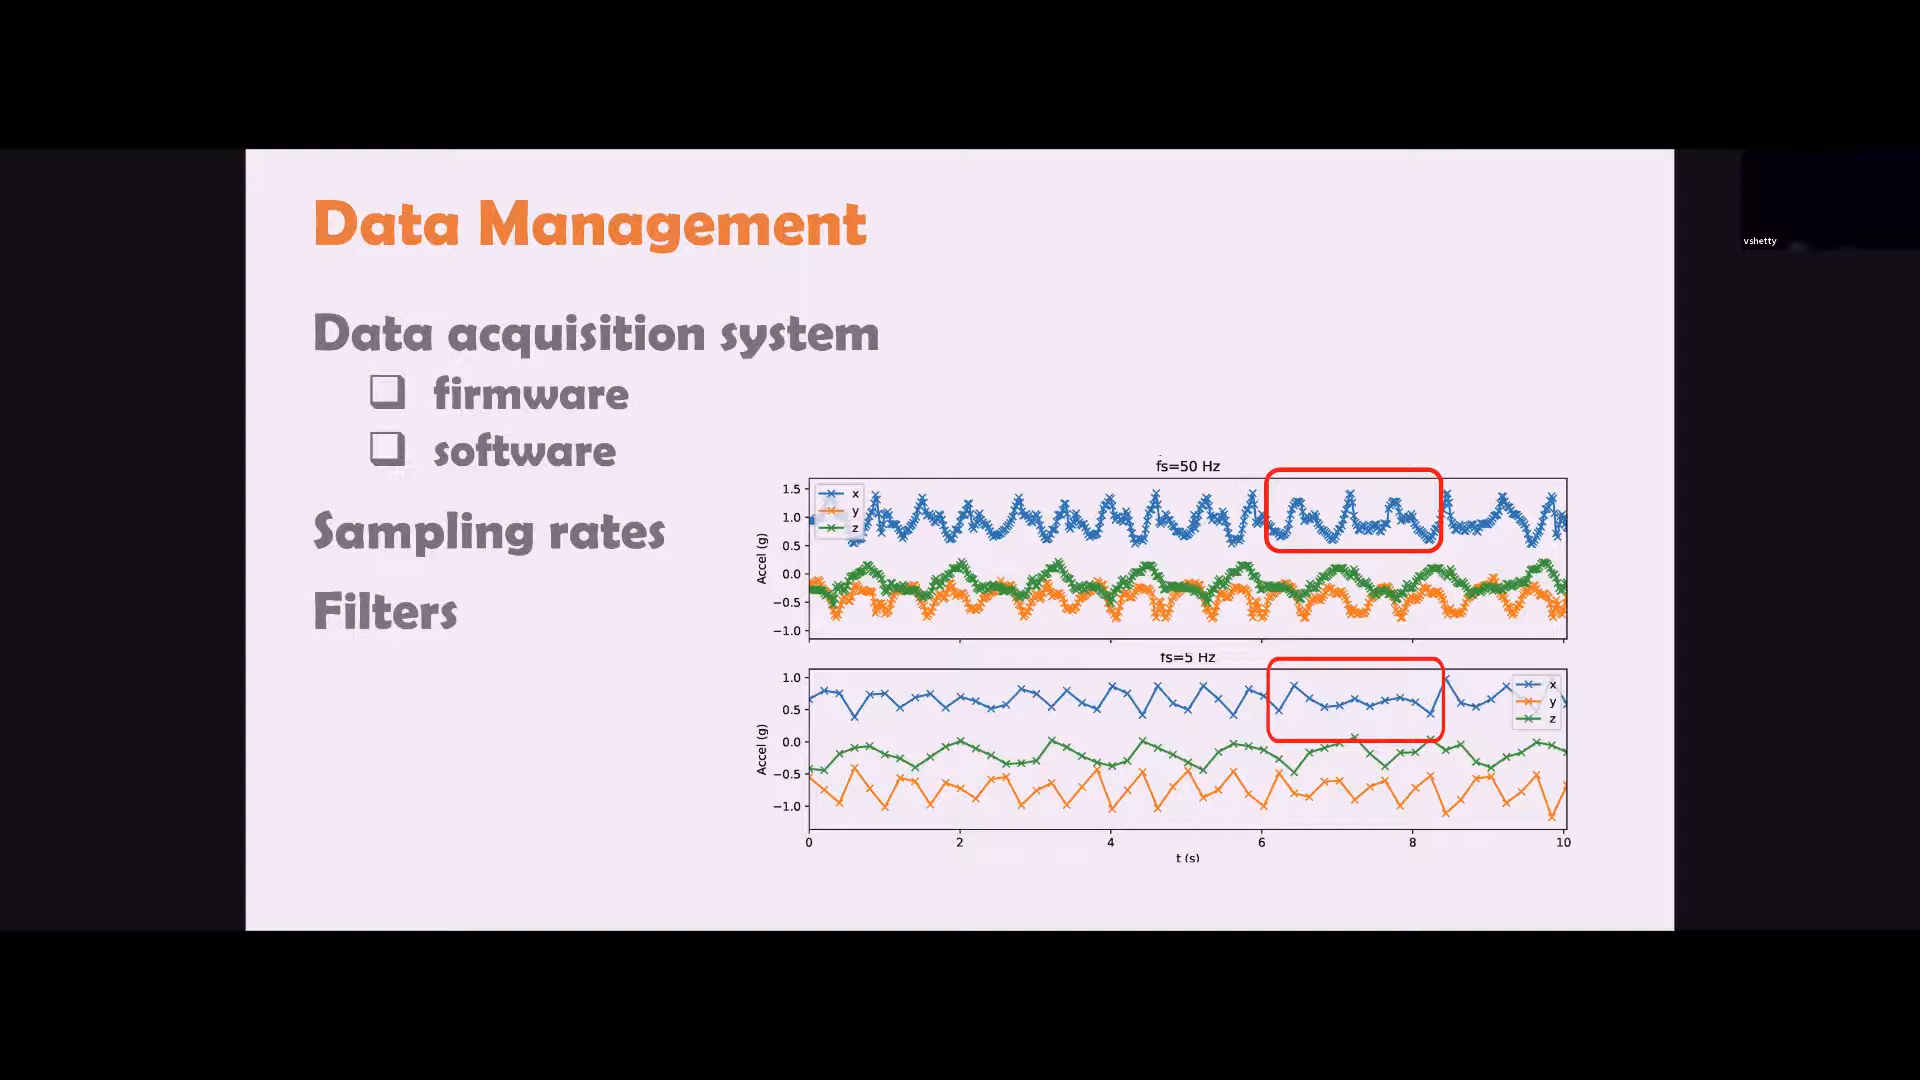 Data Management
vshetty
Data acquisition system
❑ firmware
❑ software
Sampling rates
Filters
fs=50 Hz
1.5
1.0
0.5
0.0
−0.5
−1.0
Accel (g)
x
y
z
fs=5 Hz
1.0
0.5
0.0
−0.5
−1.0
Accel (g)
x
y
z
0 2 4 6 8 10
t (s)